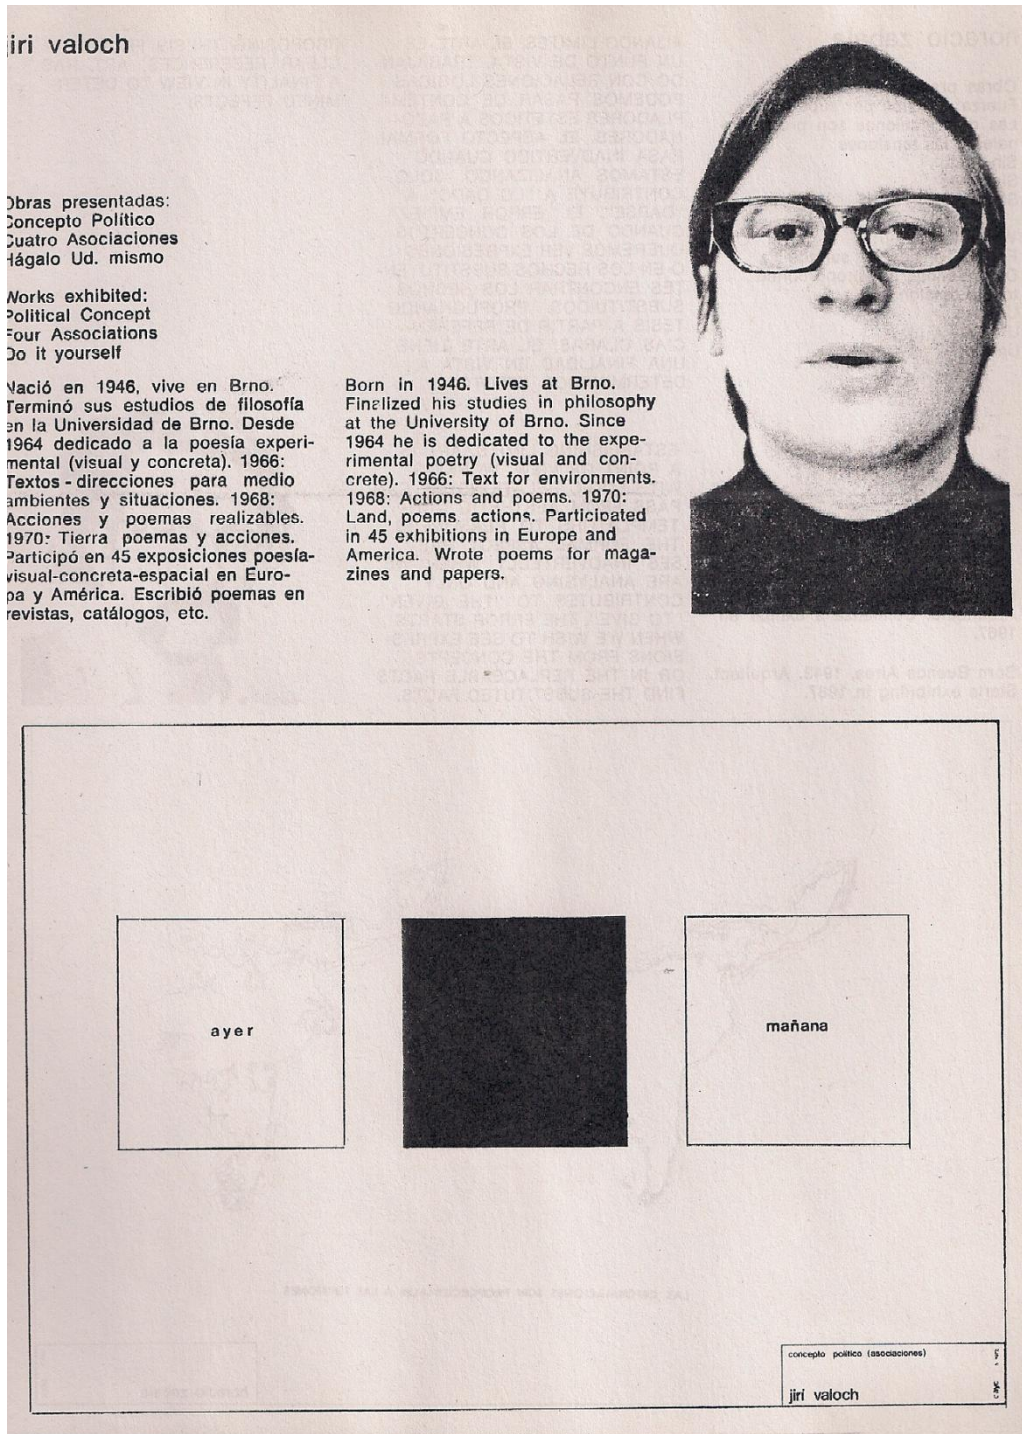 jiri valoch
Obras presentadas:
Concepto Político
Cuatro Asociaciones
Hágalo Ud. mismo
Works exhibited:
Political Concept
Four Associations
Do it yourself
Nació en 1946, vive en Brno.
Terminó sus estudios de filosofía
en la Universidad de Brno. Desde
1964 dedicado a la poesía experi-
mental (visual y concreta). 1966:
Textos - direcciones para medio
ambientes y situaciones. 1968:
Acciones y poemas realizables.
1970: Tierra poemas y acciones.
Participó en 45 exposiciones poesía-
visual-concreta-espacial en Euro-
pa y América. Escribió poemas en
revistas, catálogos, etc.
Born in 1946. Lives at Brno.
Finalized his studies in philosophy
at the University of Brno. Since
1964 he is dedicated to the expe-
rimental poetry (visual and con-
crete). 1966: Text for environments.
1968: Actions and poems. 1970:
Land, poems actions. Participated
in 45 exhibitions in Europe and
America. Wrote poems for maga-
zines and papers.
ayer
mañana
concepto político (asociaciones)
jirí valoch